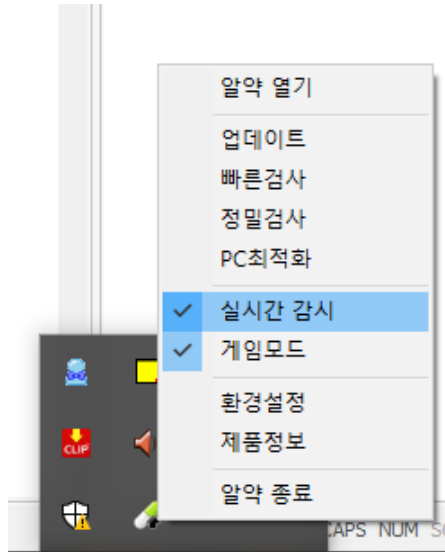 알약 열기
업데이트
빠른검사
정밀검사
PC최적화
실시간 감시
게임모드
환경설정
제품정보
알약 종료
CLIP
CAPS NUM